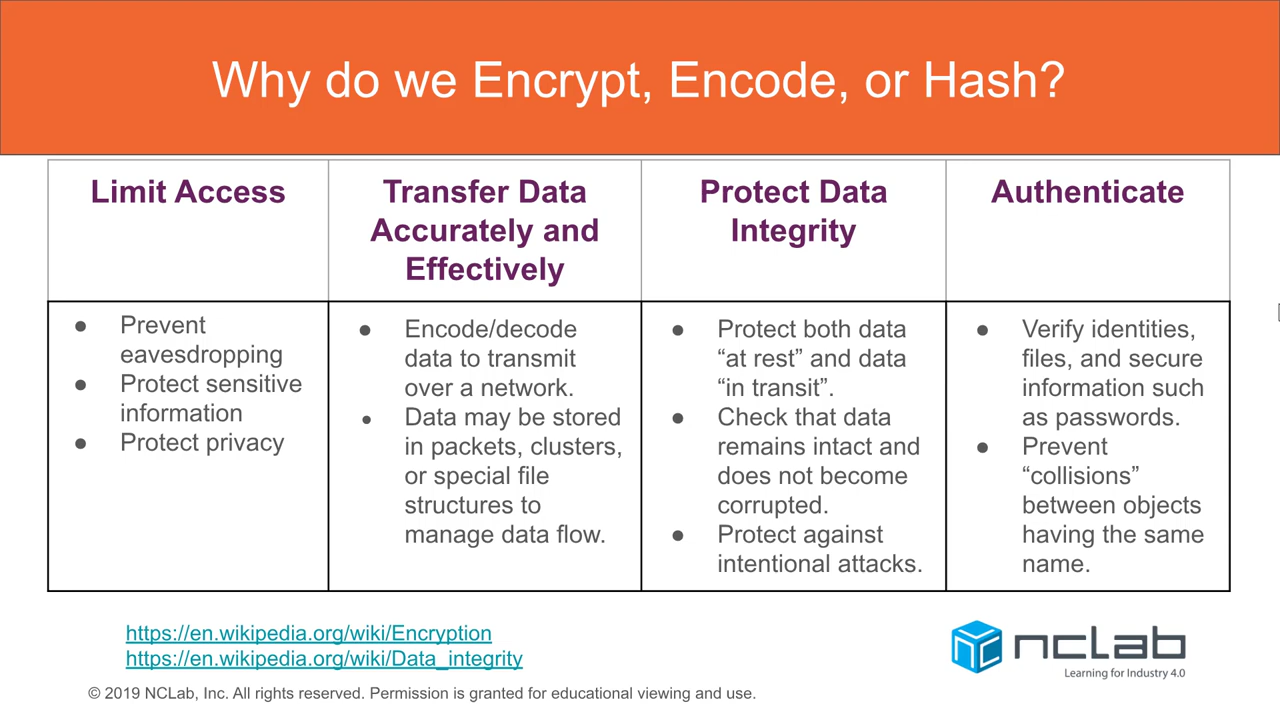 Why do we Encrypt, Encode, or Hash?
Limit Access
Transfer Data
Accurately and
Effectively
Protect Data
Integrity
Authenticate
● Prevent
eavesdropping
● Protect sensitive
information
● Protect privacy
● Encode/decode
data to transmit
over a network.
● Data may be stored
in packets, clusters,
or special file
structures to
manage data flow.
● Protect both data
“at rest” and data
“in transit”.
● Check that data
remains intact and
does not become
corrupted.
● Protect against
intentional attacks.
● Verify identities,
files, and secure
information such
as passwords.
● Prevent
“collisions”
between objects
having the same
name.
https://en.wikipedia.org/wiki/Encryption
https://en.wikipedia.org/wiki/Data_integrity
nclab
Learning for Industry 4.0
© 2019 NCLab, Inc. All rights reserved. Permission is granted for educational viewing and use.